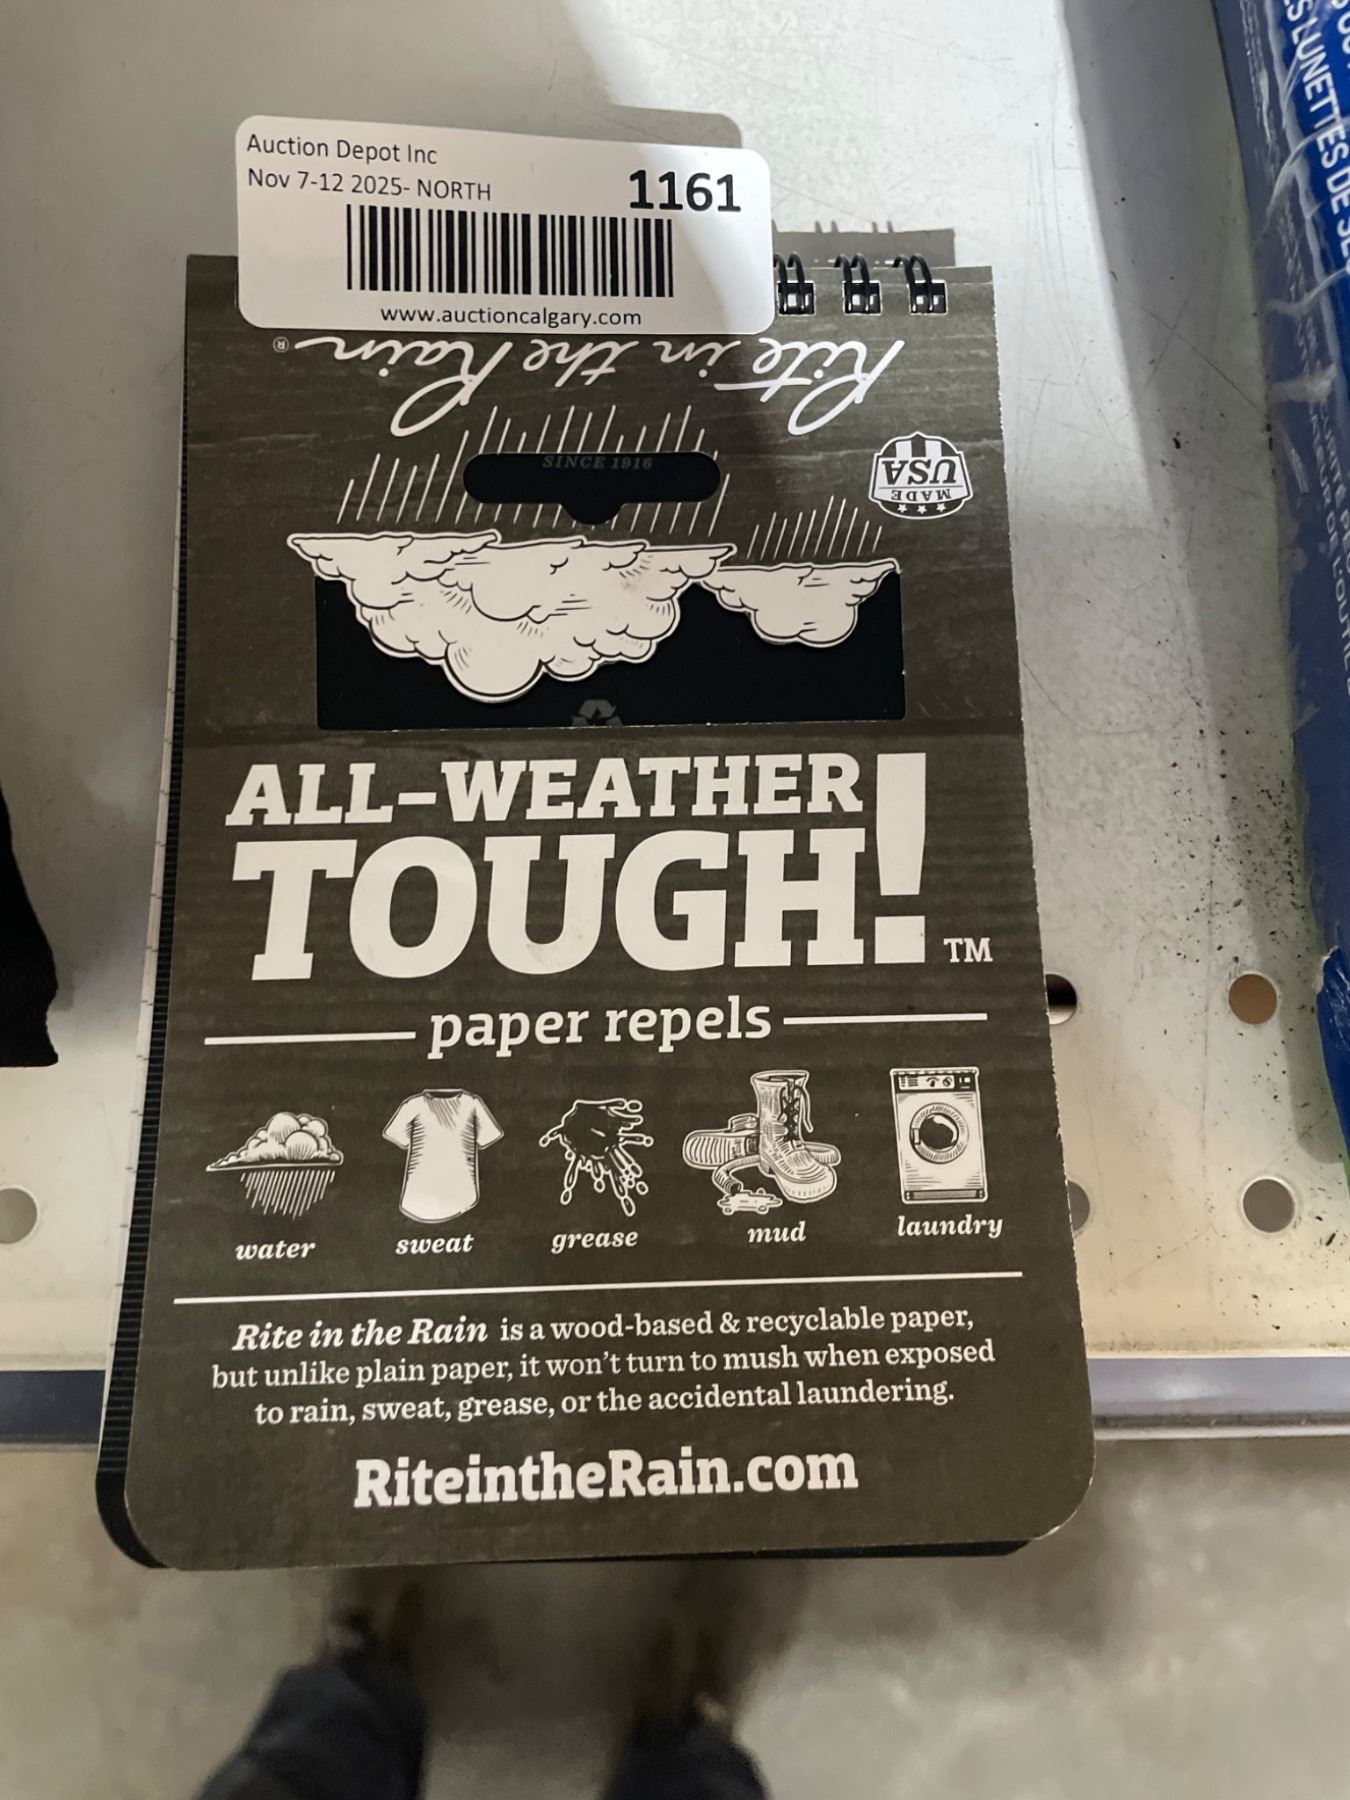 Auction Depot Inc
Nov 7-12 2025- NORTH
1161
www.auctioncalgary.com
Rite in the Rain®
SINCE 1916
MADE
USA
ALL-WEATHER
TOUGH!™
paper repels
water
sweat
grease
mud
laundry
Rite in the Rain is a wood-based & recyclable paper,
but unlike plain paper, it won't turn to mush when exposed
to rain, sweat, grease, or the accidental laundering.
RiteintheRain.com
LUNETTES DE